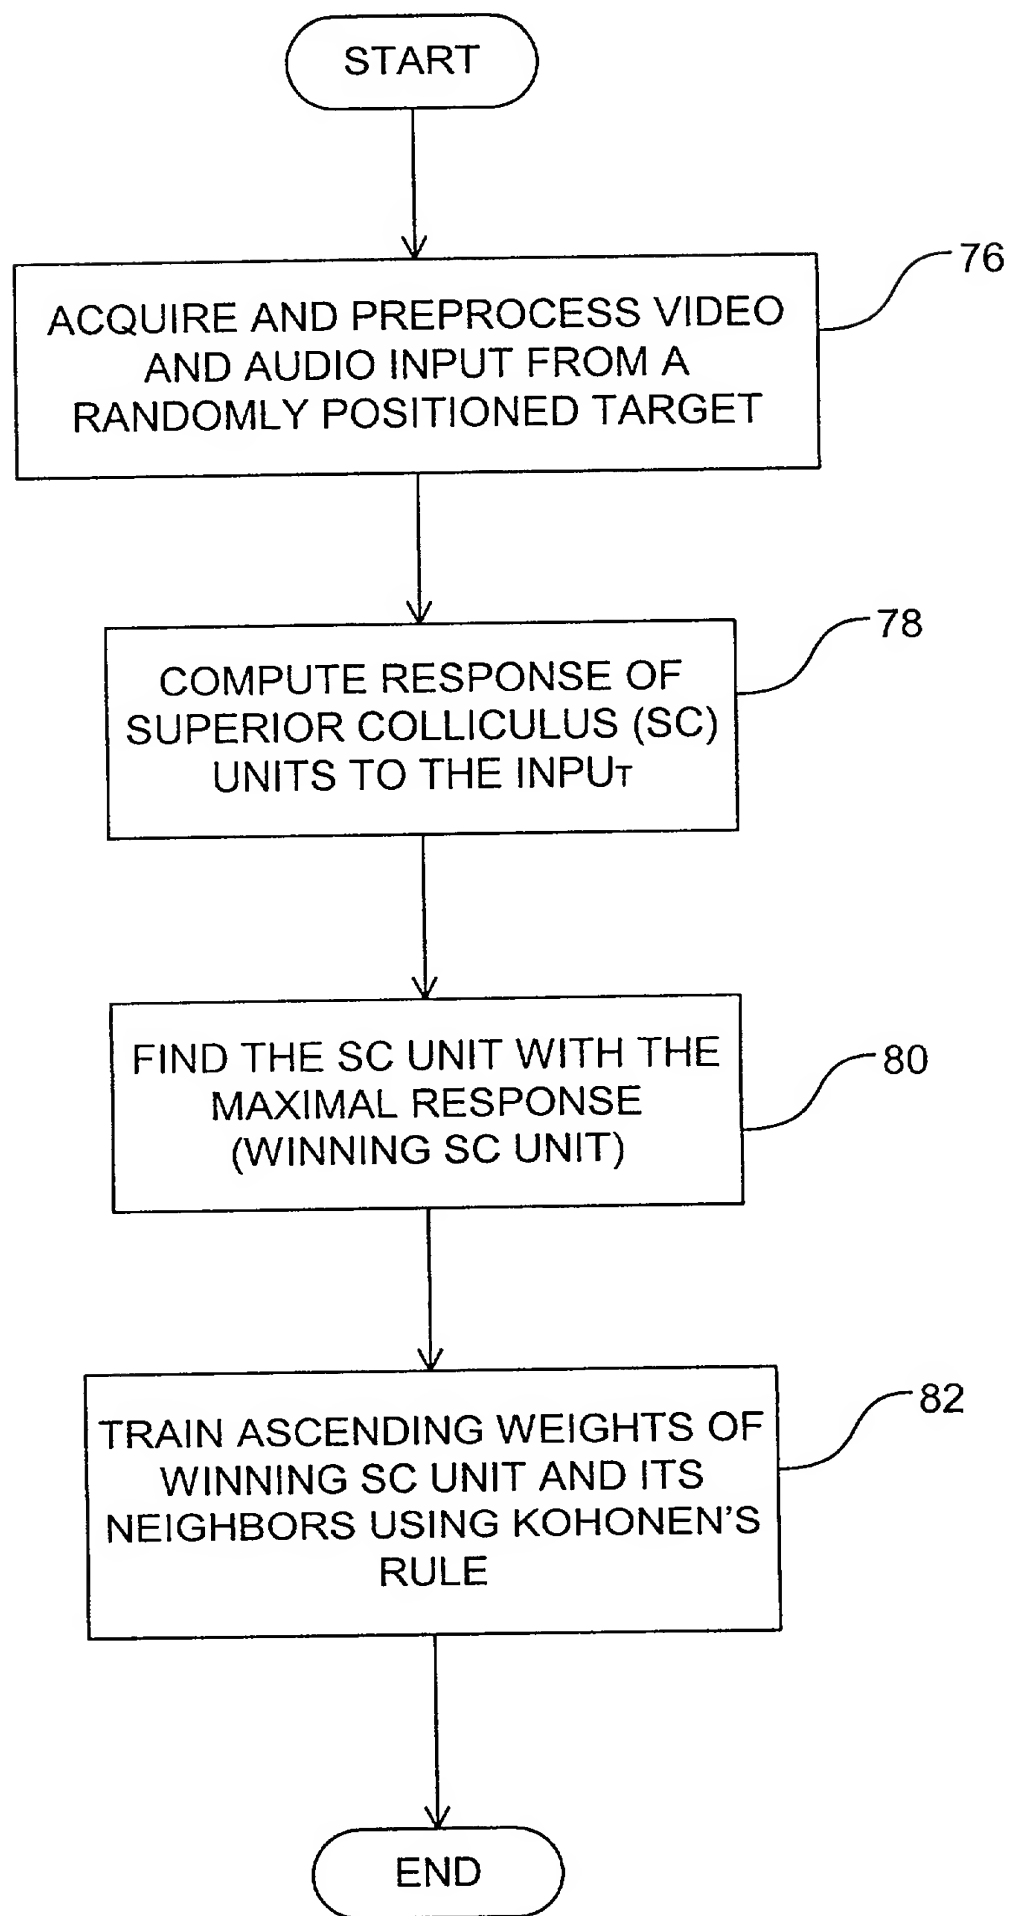 START
76
ACQUIRE AND PREPROCESS VIDEO
AND AUDIO INPUT FROM A
RANDOMLY POSITIONED TARGET
78
COMPUTE RESPONSE OF
SUPERIOR COLLICULUS (SC)
UNITS TO THE INPUT
80
FIND THE SC UNIT WITH THE
MAXIMAL RESPONSE
(WINNING SC UNIT)
82
TRAIN ASCENDING WEIGHTS OF
WINNING SC UNIT AND ITS
NEIGHBORS USING KOHONEN'S
RULE
END